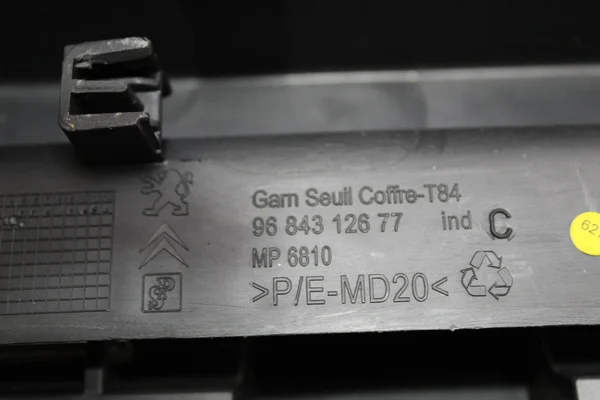 Garn Seuil Coffre-T84
96 843 126 77 ind C
MP 6810
>P/E-MD20<